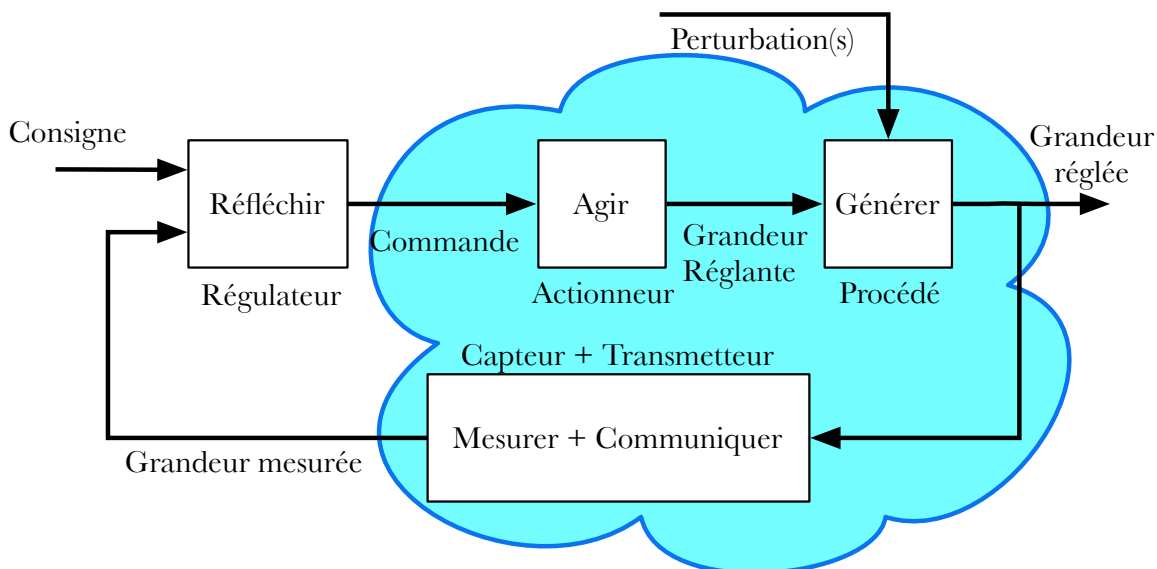 Perturbation(s)
Consigne
Grandeur
réglée
Réfléchir
Agir
Générer
Commande
Grandeur
Réglante
Régulateur
Actionneur
Procédé
Capteur + Transmetteur
Mesurer + Communiquer
Grandeur mesurée